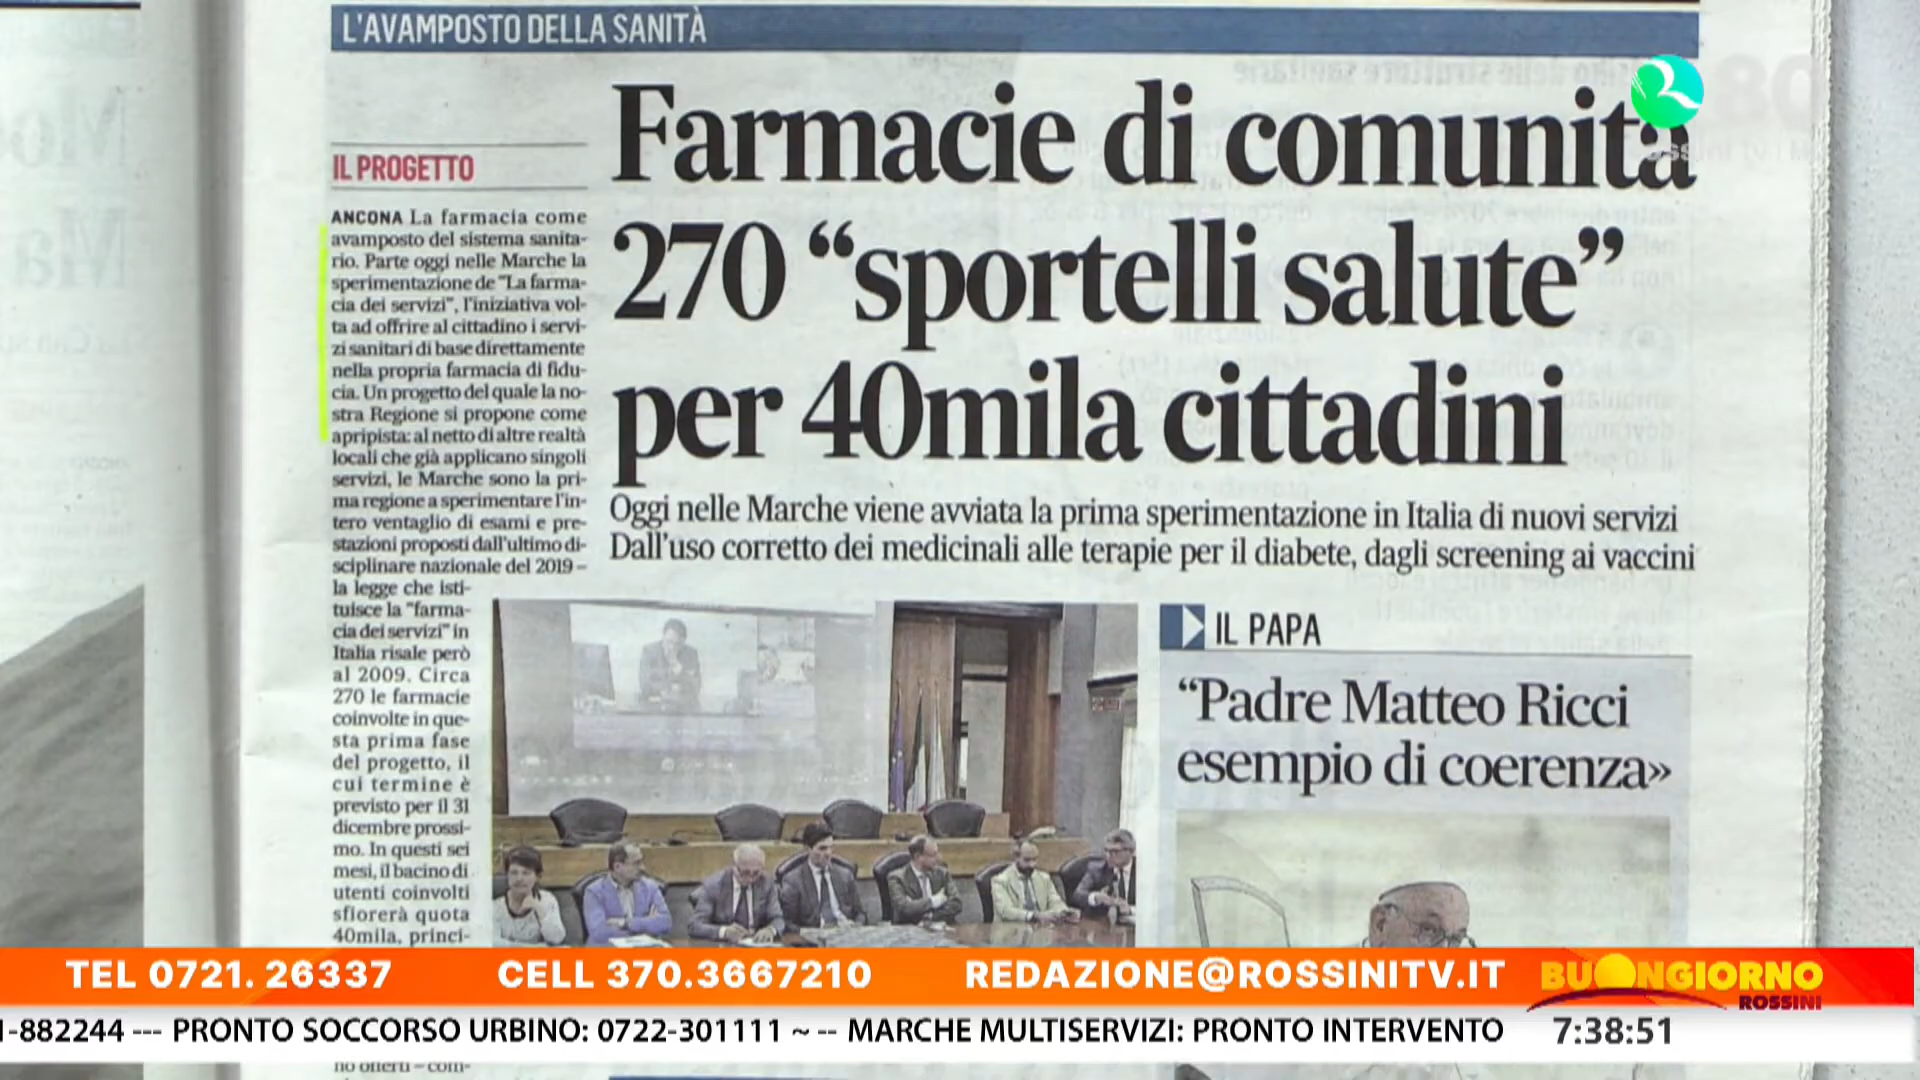 L'AVAMPOSTO DELLA SANITÀ
Farmacie di comunità
270 “sportelli salute”
per 40mila cittadini
Oggi nelle Marche viene avviata la prima sperimentazione in Italia di nuovi servizi
Dall'uso corretto dei medicinali alle terapie per il diabete, dagli screening ai vaccini
IL PROGETTO
ANCONA La farmacia come
avamposto del sistema sanita-
rio. Parte oggi nelle Marche la
sperimentazione de "La farma-
cia dei servizi", l'iniziativa vol-
ta ad offrire al cittadino i servi-
zi sanitari di base direttamente
nella propria farmacia di fidu-
cia. Un progetto del quale la no-
stra Regione si propone come
apripista: al netto di altre realtà
locali che già applicano singoli
servizi, le Marche sono la pri-
ma regione a sperimentare l'in-
tero ventaglio di esami e pre-
stazioni proposti dall'ultimo di-
sciplinare nazionale del 2019 –
la legge che isti-
tuisce la "farma-
cia dei servizi" in
Italia risale però
al 2009. Circa
270 le farmacie
coinvolte in que-
sta prima fase
del progetto, il
cui termine è
previsto per il 31
dicembre prossi-
mo. In questi sei
mesi, il bacino di
utenti coinvolti
sfiorerà quota
40mila, princi-
IL PAPA
“Padre Matteo Ricci
esempio di coerenza»
TEL 0721. 26337 CELL 370.3667210 REDAZIONE@ROSSINITV.IT BUONGIORNO
ROSSINI
1-882244 --- PRONTO SOCCORSO URBINO: 0722-301111 ~ -- MARCHE MULTISERVIZI: PRONTO INTERVENTO 7:38:51